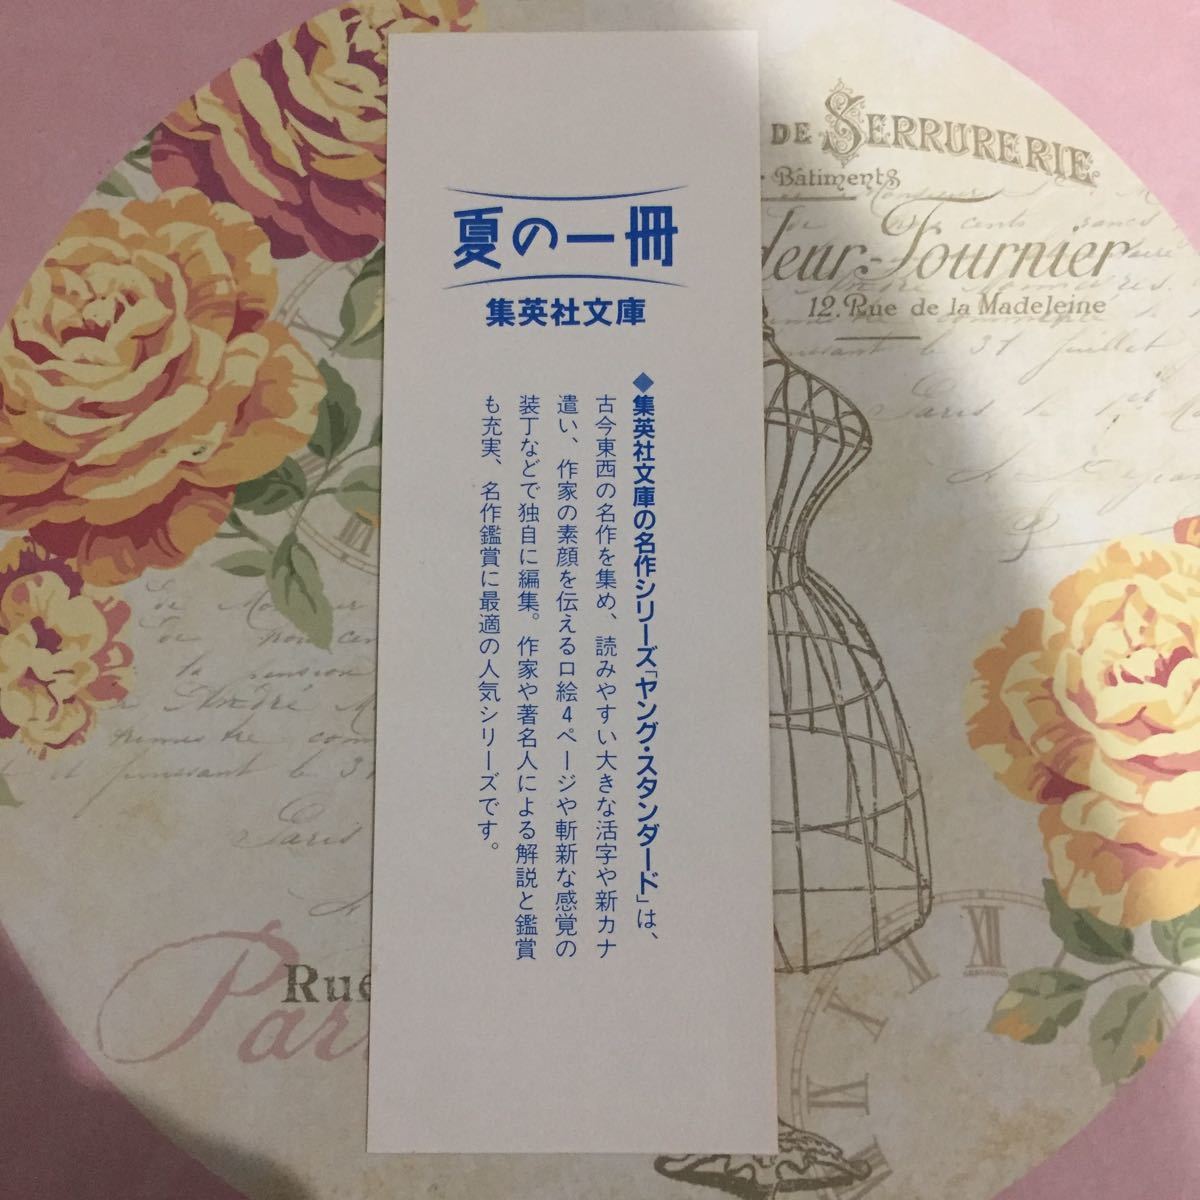 夏の一冊
集英社文庫
◆集英社文庫の名作シリーズ「ヤング・スタンダード」は、
古今東西の名作を集め、読みやすい大きな活字や新カナ
遣い、作家の素顔を伝える口絵4ページや斬新な感覚の
装丁などで独自に編集。作家や著名人による解説と鑑賞
も充実、名作鑑賞に最適の人気シリーズです。
DE SERRURERIE
Bâtiments
deur-Fournier
12. Rue de la Madeleine
Rue
Par
XII